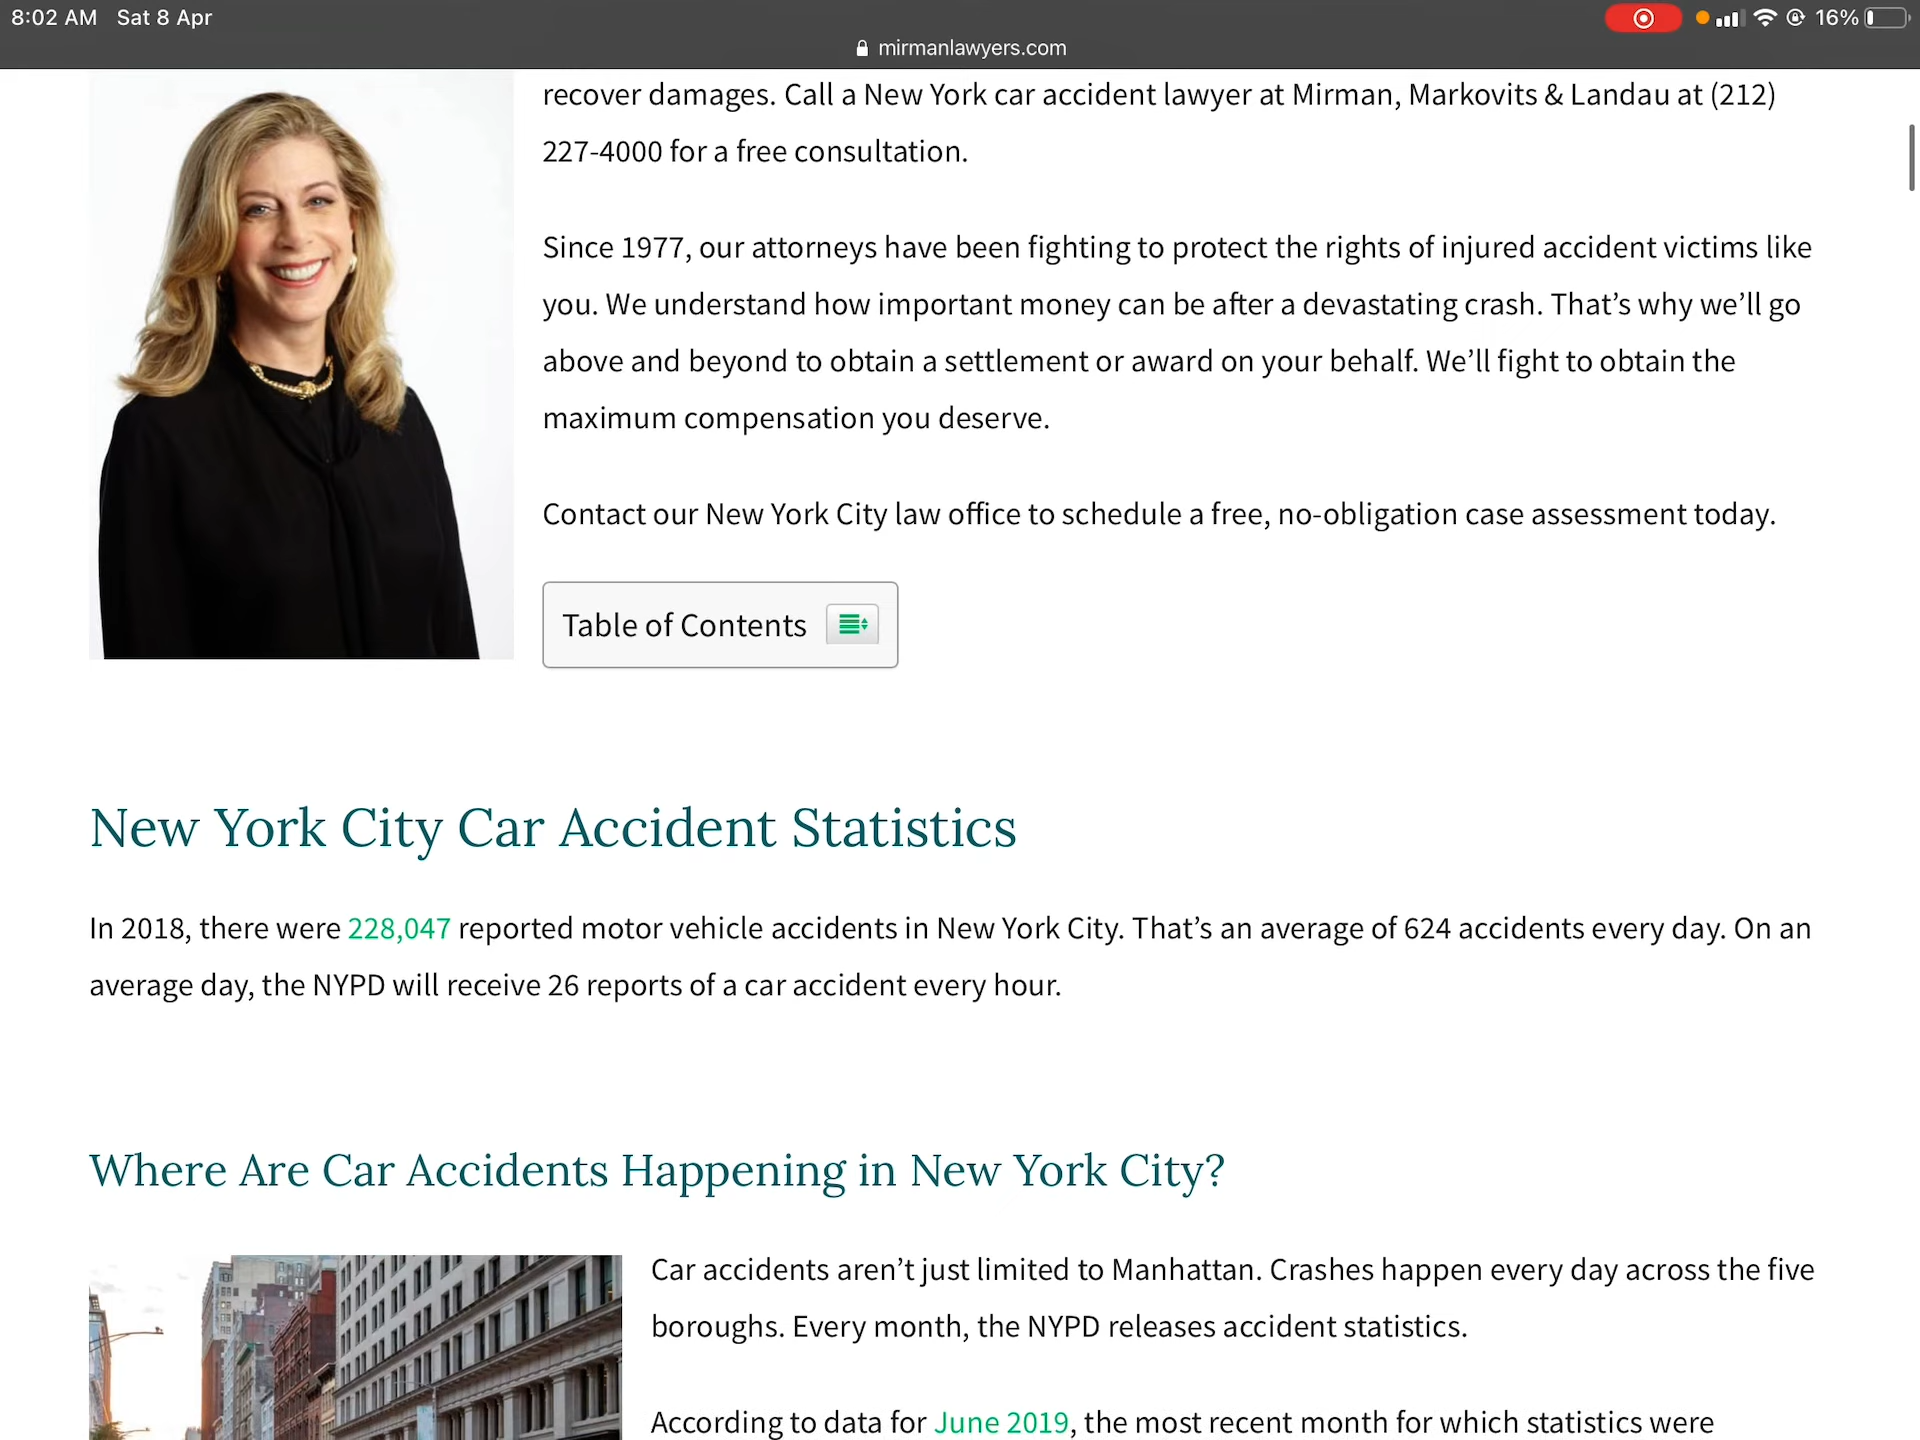 8:02 AM Sat 8 Apr
16%
mirmanlawyers.com
recover damages. Call a New York car accident lawyer at Mirman, Markovits & Landau at (212)
227-4000 for a free consultation.
Since 1977, our attorneys have been fighting to protect the rights of injured accident victims like
you. We understand how important money can be after a devastating crash. That’s why we’ll go
above and beyond to obtain a settlement or award on your behalf. We’ll fight to obtain the
maximum compensation you deserve.
Contact our New York City law office to schedule a free, no-obligation case assessment today.
Table of Contents
New York City Car Accident Statistics
In 2018, there were 228,047 reported motor vehicle accidents in New York City. That’s an average of 624 accidents every day. On an
average day, the NYPD will receive 26 reports of a car accident every hour.
Where Are Car Accidents Happening in New York City?
Car accidents aren’t just limited to Manhattan. Crashes happen every day across the five
boroughs. Every month, the NYPD releases accident statistics.
According to data for June 2019, the most recent month for which statistics were